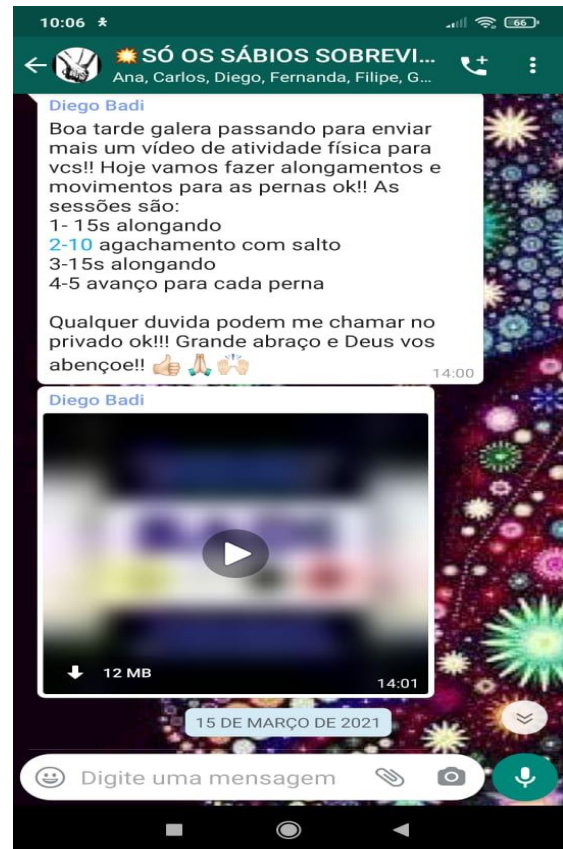 10:06
66
💥SÓ OS SÁBIOS SOBREVI...
Ana, Carlos, Diego, Fernanda, Filipe, G...
Diego Badi
Boa tarde galera passando para enviar
mais um vídeo de atividade física para
vcs!! Hoje vamos fazer alongamentos e
movimentos para as pernas ok!! As
sessões são:
1- 15s alongando
2-10 agachamento com salto
3-15s alongando
4-5 avanço para cada perna
Qualquer duvida podem me chamar no
privado ok!!! Grande abraço e Deus vos
abençoe!! 👍🏻 🙏🏻 🙌🏻
14:00
Diego Badi
12 MB
14:01
15 DE MARÇO DE 2021
Digite uma mensagem